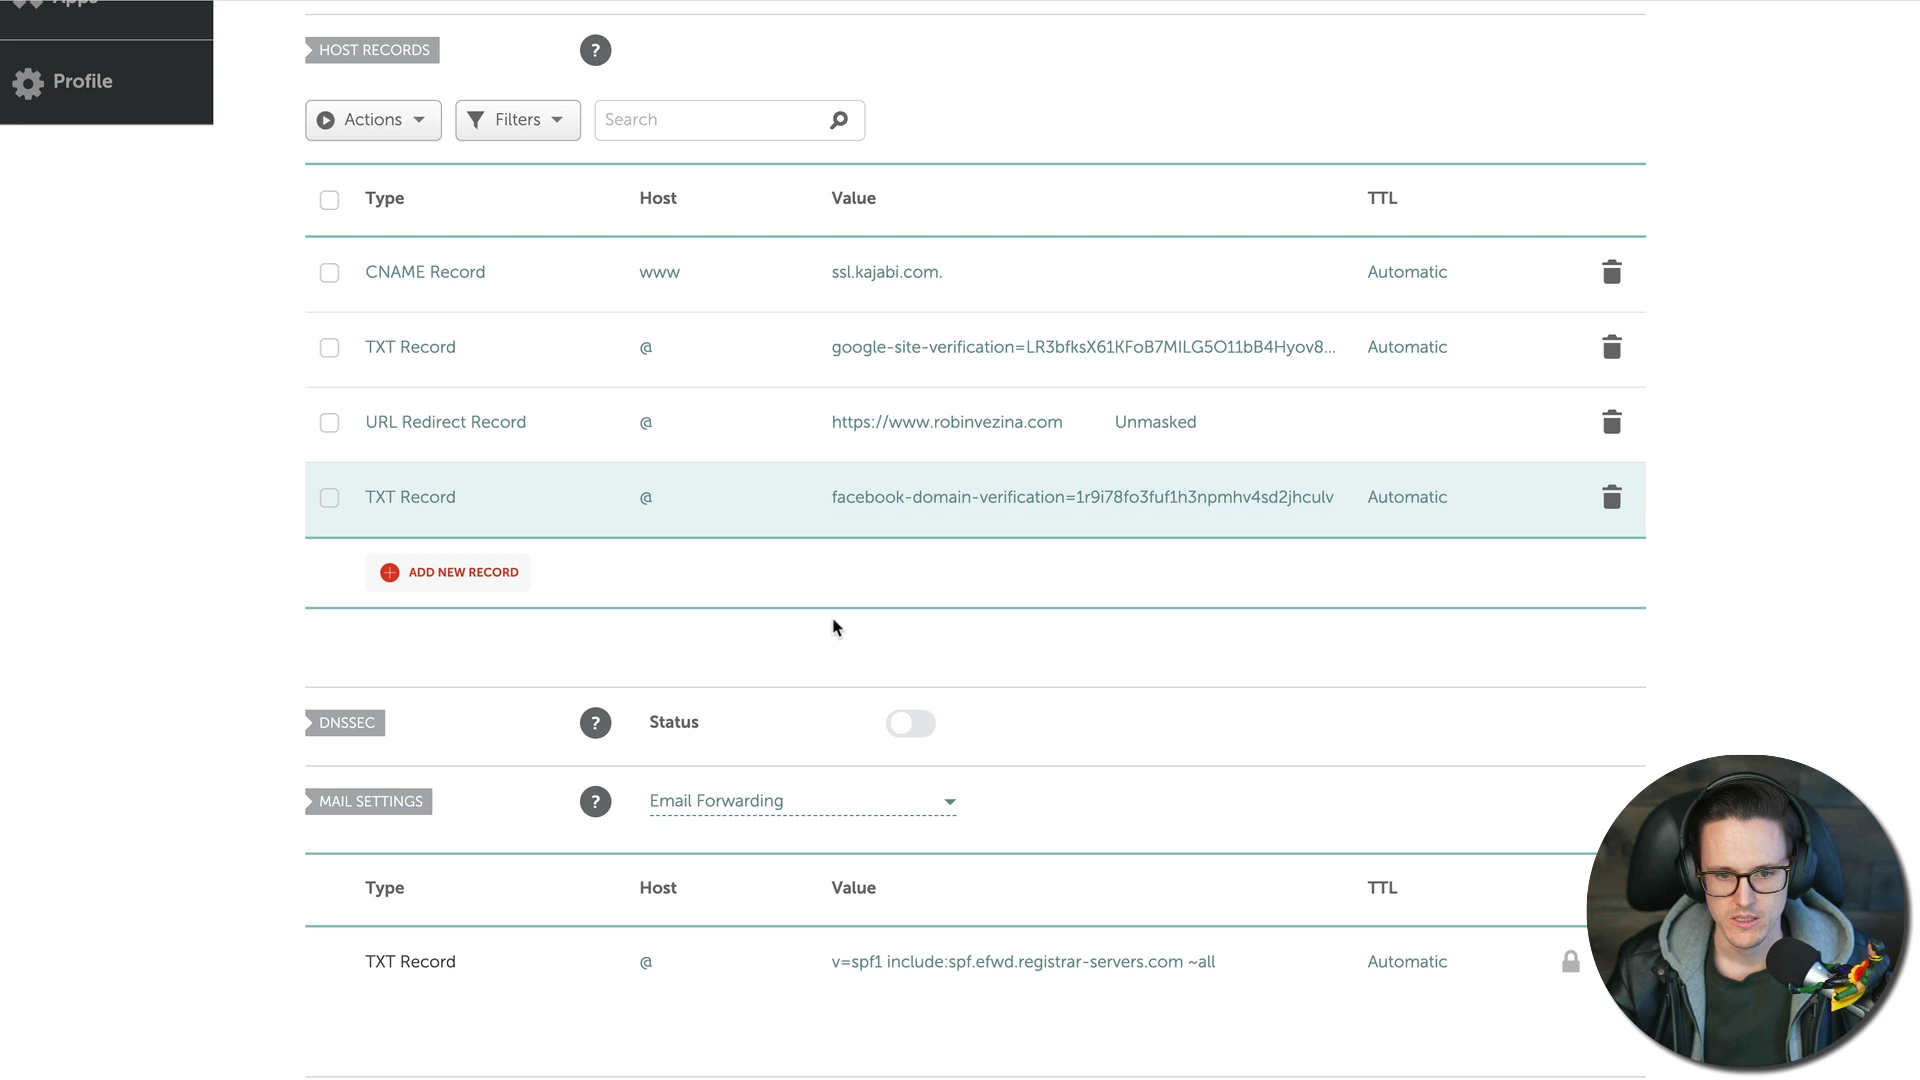 Apps
Profile
HOST RECORDS ?
Actions Filters Search
Type Host Value TTL
CNAME Record www ssl.kajabi.com. Automatic
TXT Record @ google-site-verification=LR3bfksX61KFoB7MILG5O11bB4Hyov8... Automatic
URL Redirect Record @ https://www.robinvezina.com Unmasked
TXT Record @ facebook-domain-verification=1r9i78fo3fuf1h3npmhv4sd2jhculv Automatic
ADD NEW RECORD
DNSSEC ? Status
MAIL SETTINGS ? Email Forwarding
Type Host Value TTL
TXT Record @ v=spf1 include:spf.efwd.registrar-servers.com ~all Automatic